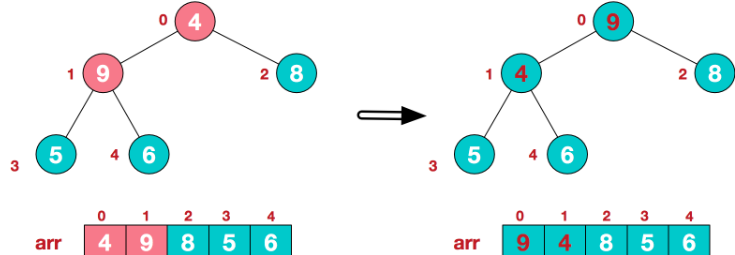 0 4
1 9 2 8
3 5 4 6
0 1 2 3 4
arr 4 9 8 5 6
0 9
1 4 2 8
3 5 4 6
0 1 2 3 4
arr 9 4 8 5 6